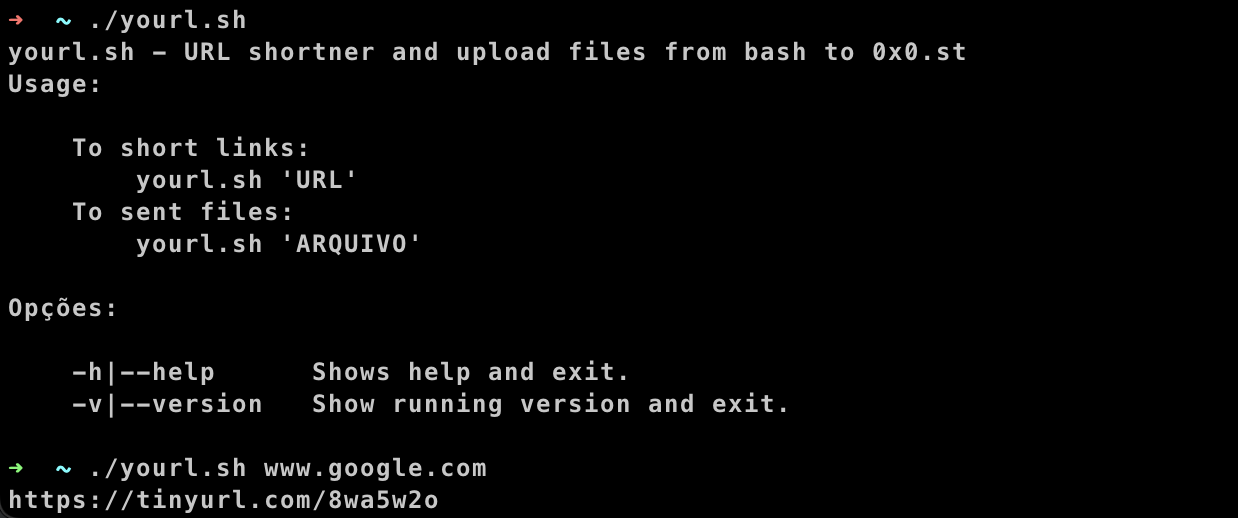 ➜  ~ ./yourl.sh
yourl.sh - URL shortner and upload files from bash to 0x0.st
Usage:
    To short links:
        yourl.sh 'URL'
    To sent files:
        yourl.sh 'ARQUIVO'
Opções:
    -h|--help      Shows help and exit.
    -v|--version   Show running version and exit.
➜  ~ ./yourl.sh www.google.com
https://tinyurl.com/8wa5w2o